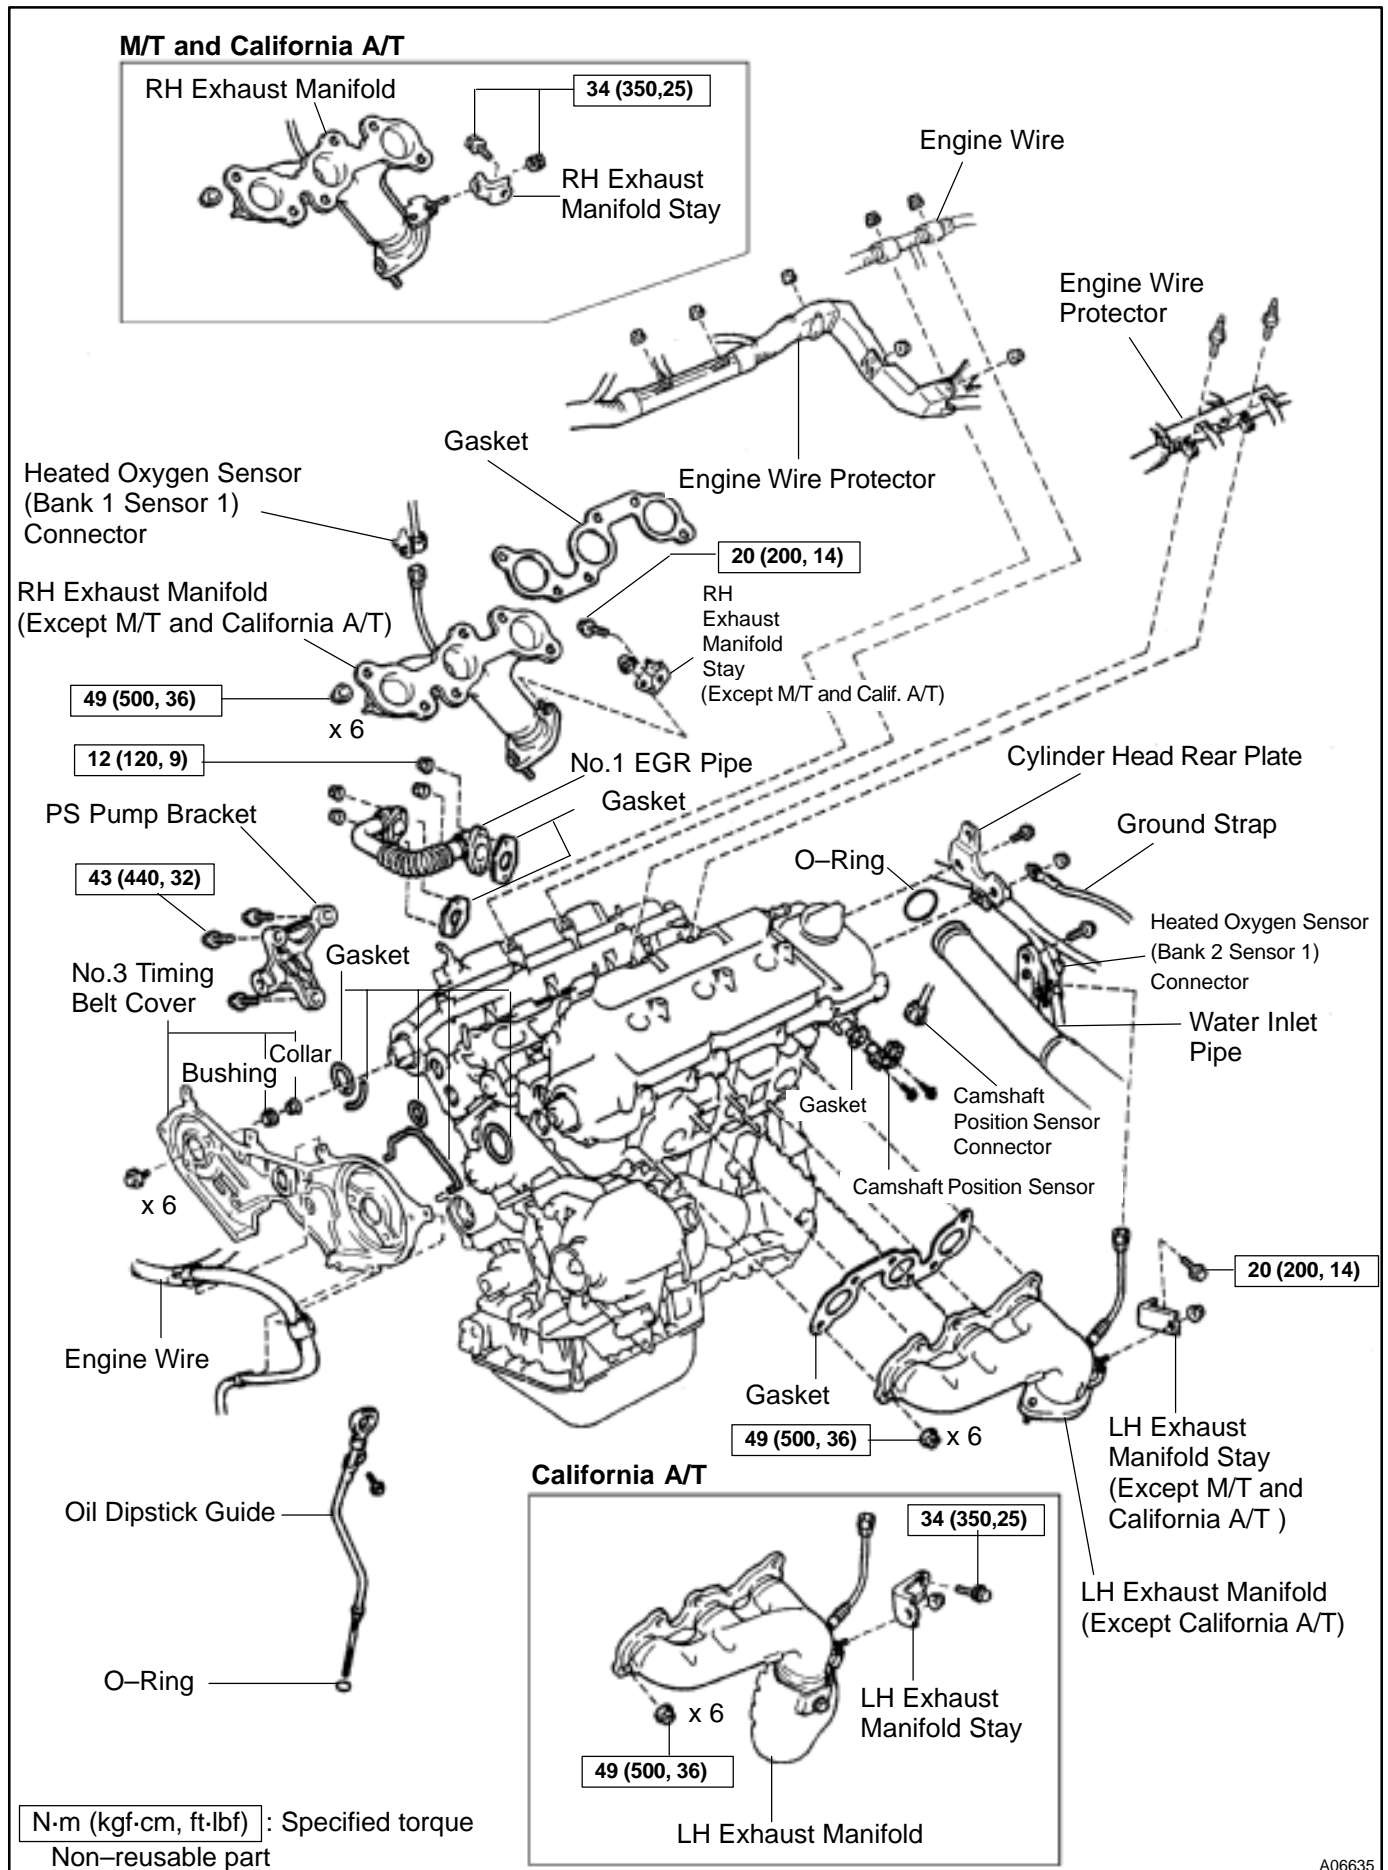 M/T and California A/T
RH Exhaust Manifold
34 (350,25)
RH Exhaust
Manifold Stay
Engine Wire
Engine Wire
Protector
Gasket
Engine Wire Protector
Heated Oxygen Sensor
(Bank 1 Sensor 1)
Connector
20 (200, 14)
RH Exhaust Manifold
(Except M/T and California A/T)
RH
Exhaust
Manifold
Stay
(Except M/T and Calif. A/T)
49 (500, 36)
x 6
12 (120, 9)
No.1 EGR Pipe
Gasket
Cylinder Head Rear Plate
PS Pump Bracket
Ground Strap
O–Ring
43 (440, 32)
Heated Oxygen Sensor
(Bank 2 Sensor 1)
Connector
Gasket
No.3 Timing
Belt Cover
Water Inlet
Pipe
Collar
Bushing
Gasket
Camshaft
Position Sensor
Connector
Camshaft Position Sensor
x 6
20 (200, 14)
Engine Wire
Gasket
49 (500, 36)
x 6
LH Exhaust
Manifold Stay
(Except M/T and
California A/T )
California A/T
Oil Dipstick Guide
34 (350,25)
LH Exhaust Manifold
(Except California A/T)
O–Ring
x 6
LH Exhaust
Manifold Stay
49 (500, 36)
LH Exhaust Manifold
N·m (kgf·cm, ft·lbf) : Specified torque
Non–reusable part
A06635